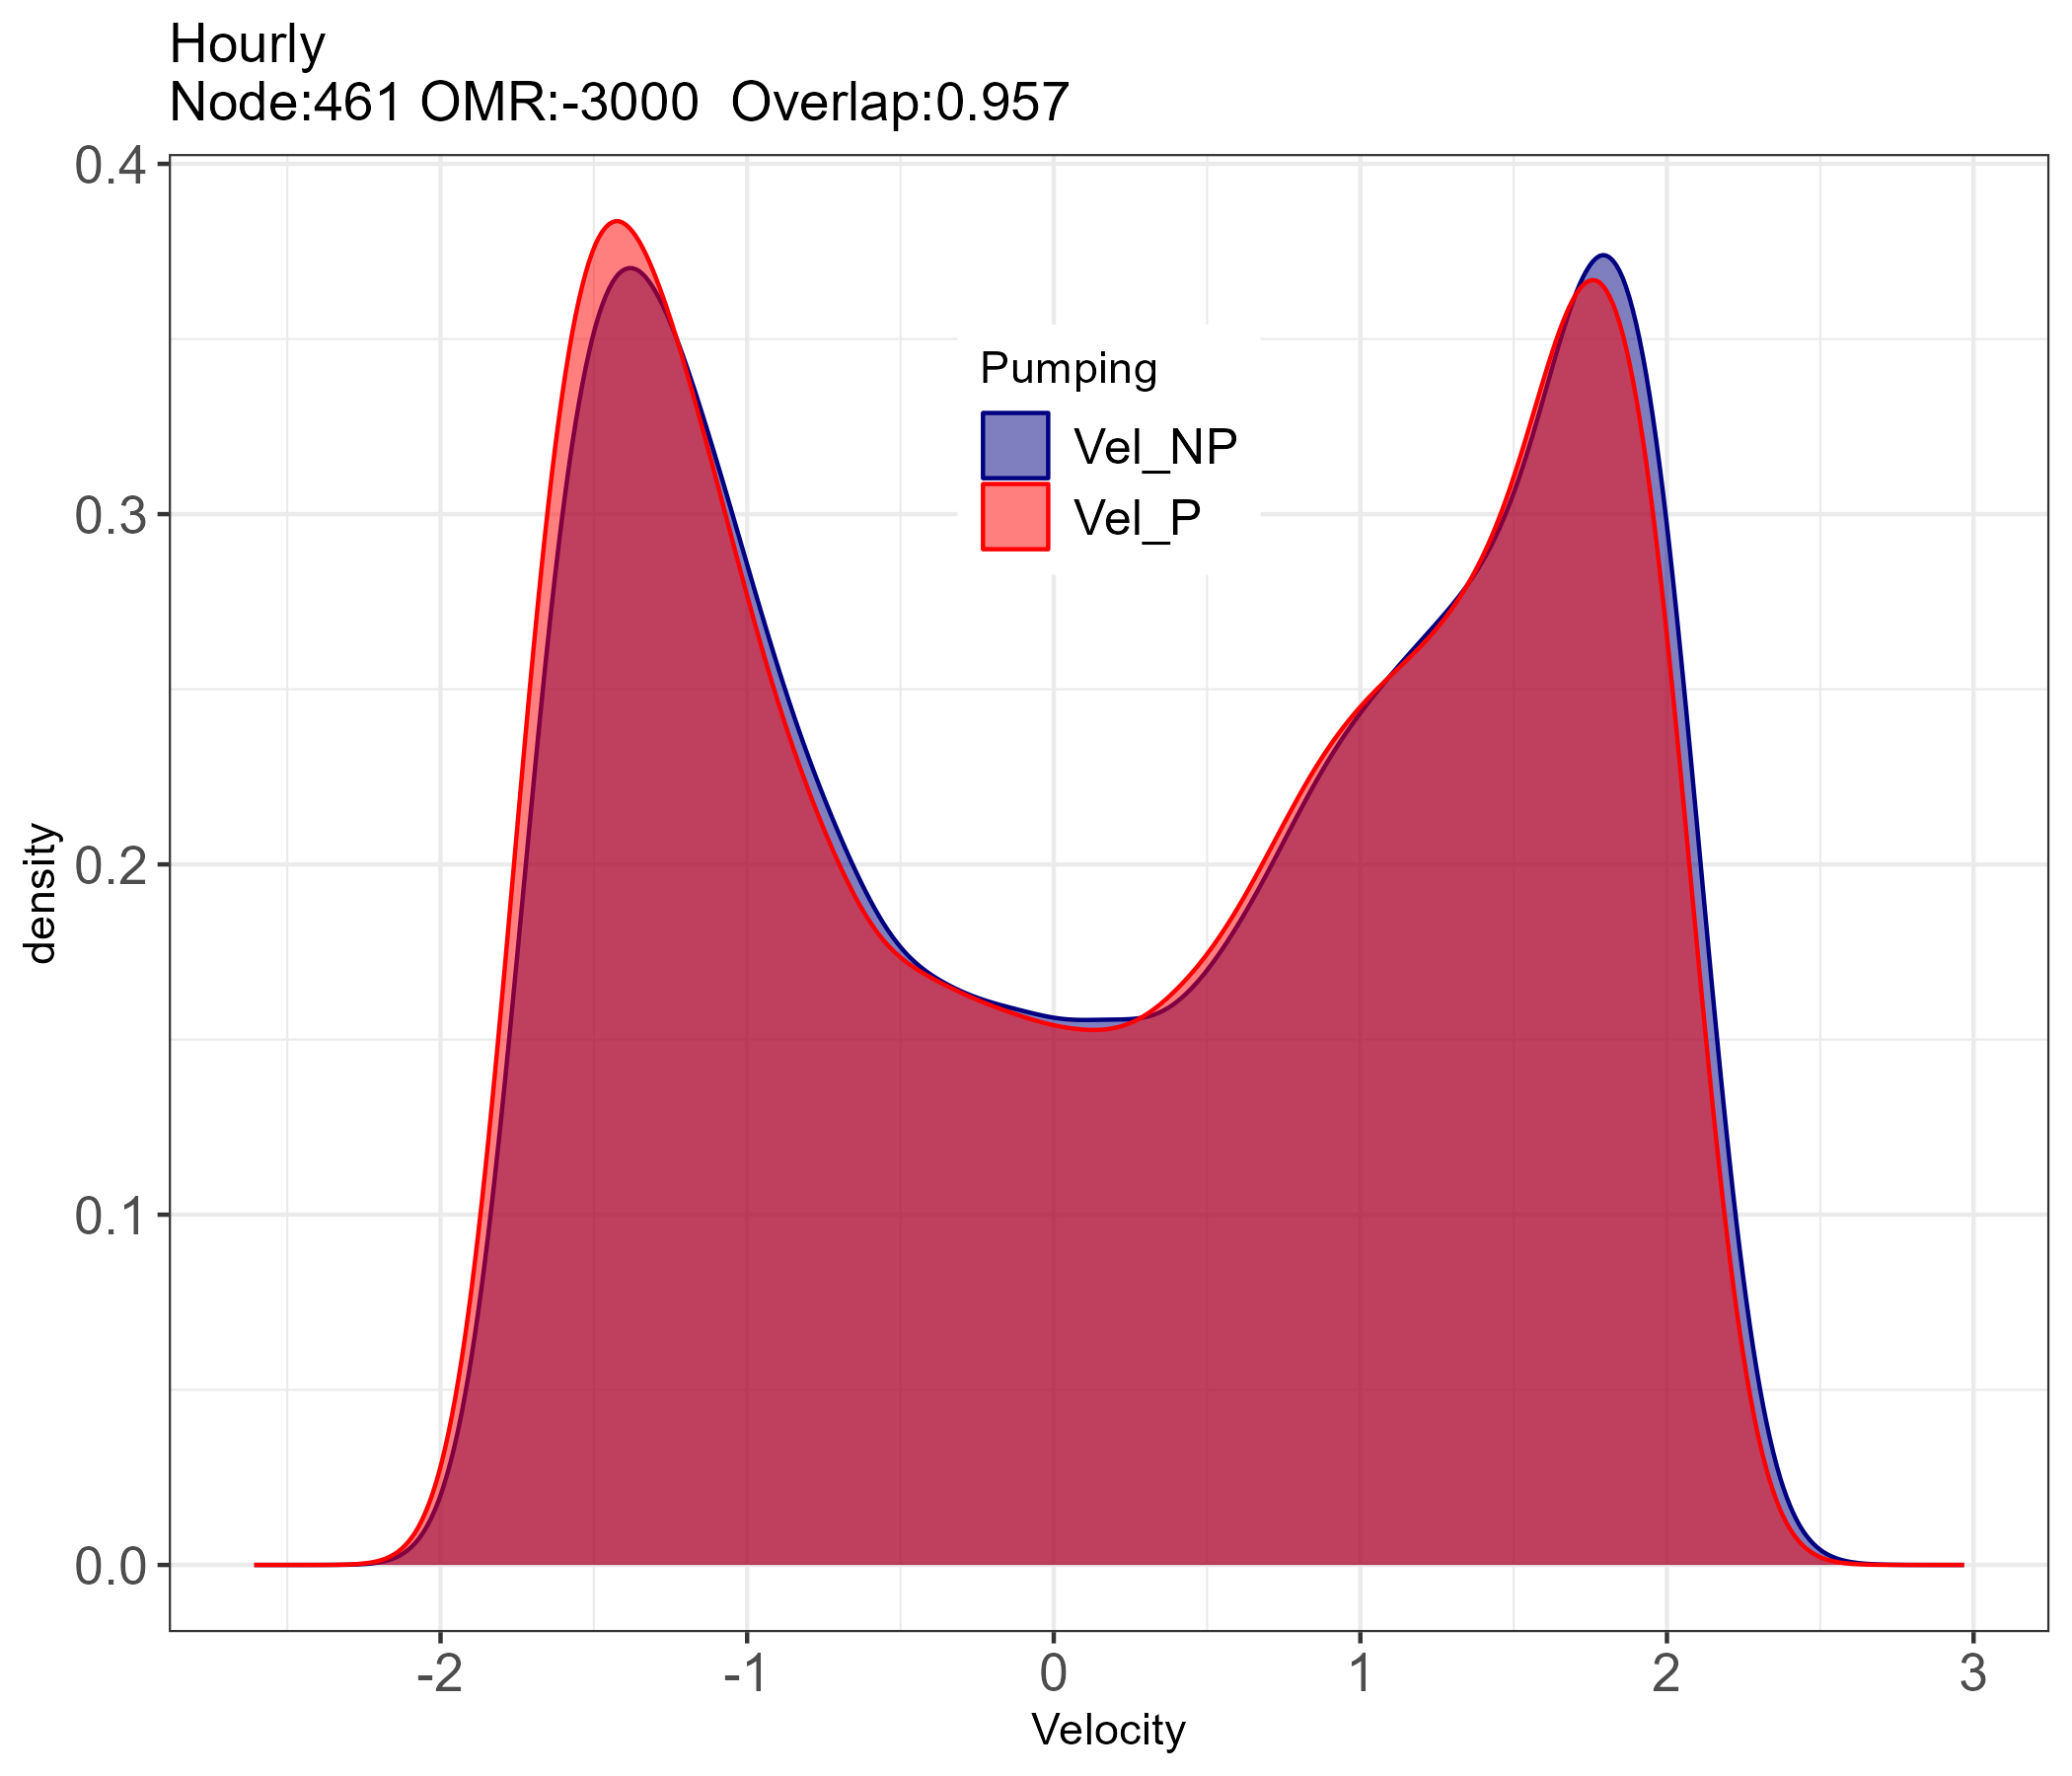 Hourly
Node:461 OMR:-3000  Overlap:0.957
0.4
0.3
0.2
0.1
0.0
density
Pumping
Vel_NP
Vel_P
-2 -1 0 1 2 3
Velocity